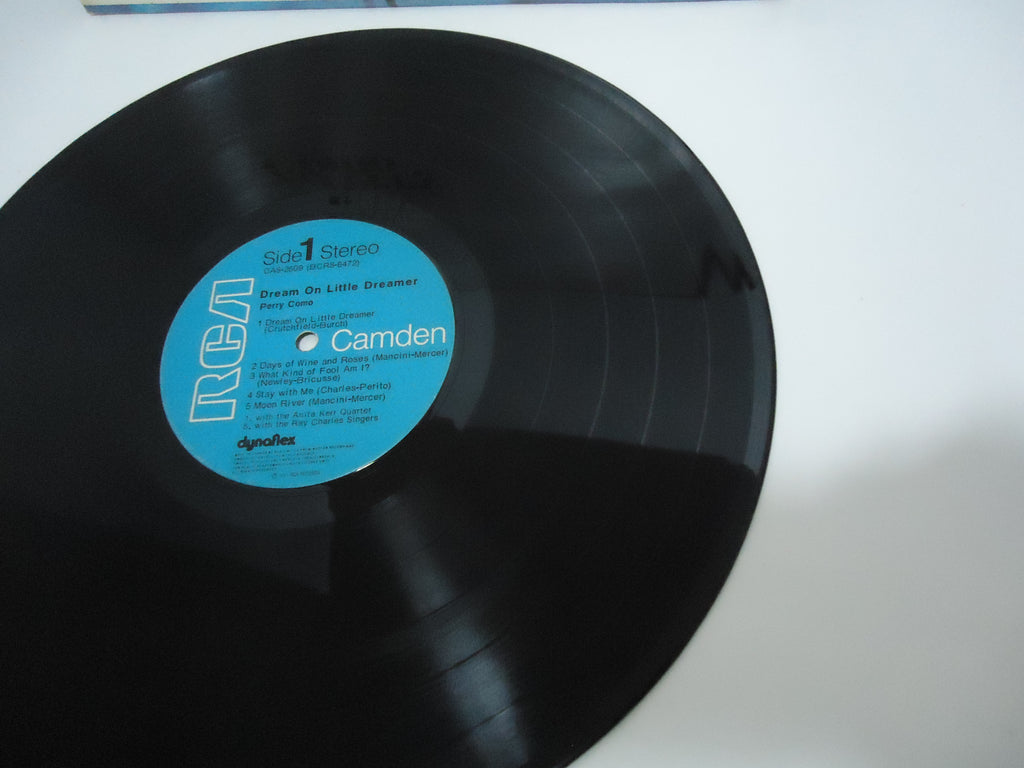 Side 1 Stereo
CAS-2609 (BCRS-6472)
RCA
Dream On Little Dreamer
Perry Como
1 Dream On Little Dreamer
(Crutchfield-Burch)
Camden
2 Days of Wine and Roses (Mancini-Mercer)
3 What Kind of Fool Am I?
(Newley-Bricusse)
4 Stay with Me (Charles-Perito)
5 Moon River (Mancini-Mercer)
1. with the Anita Kerr Quartet
5. with the Ray Charles Singers
dynaflex